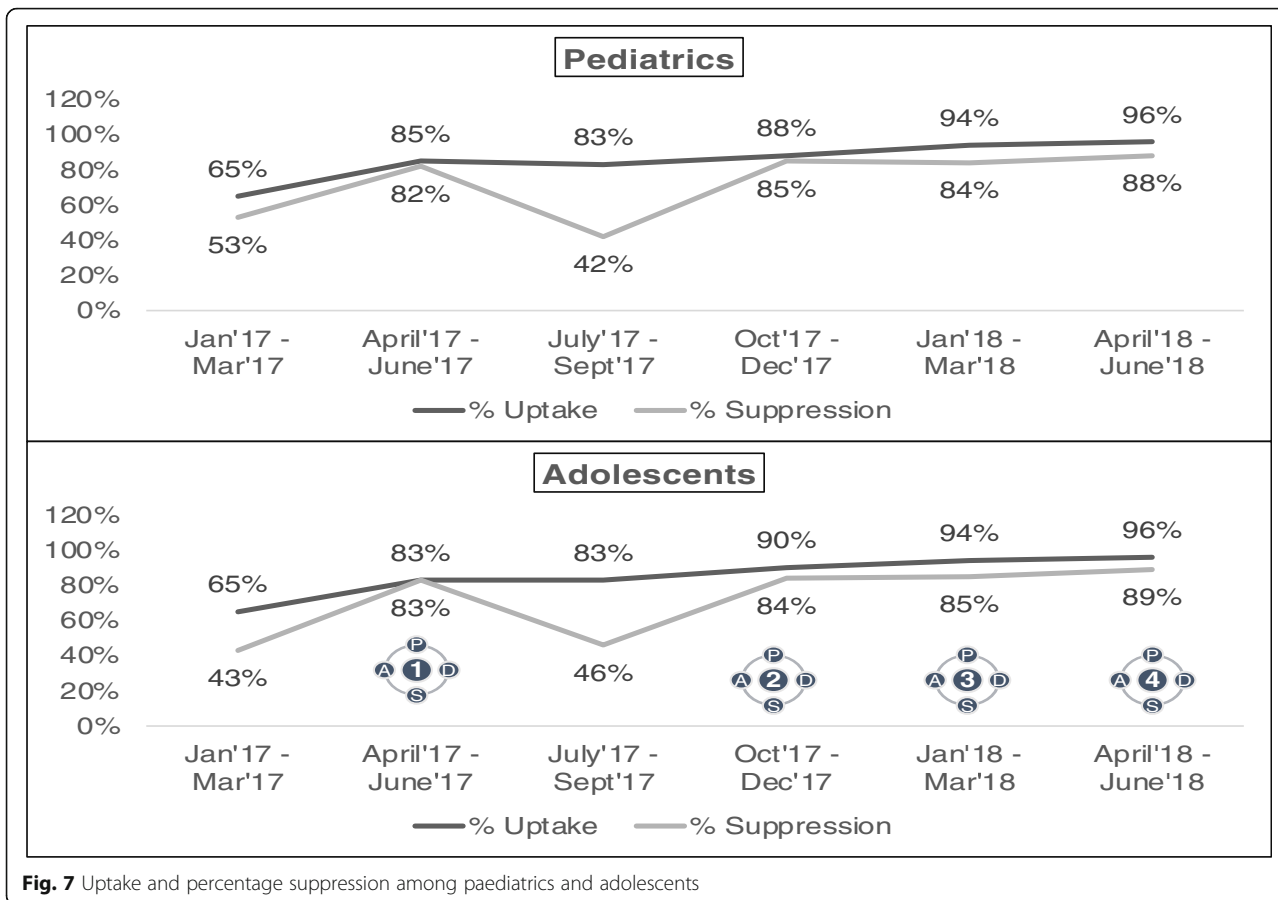 Pediatrics
120%
100%
80%
60%
40%
20%
0%
65% 85% 83% 88% 94% 96%
53% 82% 42% 85% 84% 88%
Jan'17 - April'17 - July'17 - Oct'17 - Jan'18 - April'18 -
Mar'17 June'17 Sept'17 Dec'17 Mar'18 June'18
% Uptake % Suppression
Adolescents
120%
100%
80%
60%
40%
20%
0%
65% 83% 83% 90% 94% 96%
43% 83% 46% 84% 85% 89%
P P P P
A 1 D A 2 D A 3 D A 4 D
S S S S
Jan'17 - April'17 - July'17 - Oct'17 - Jan'18 - April'18 -
Mar'17 June'17 Sept'17 Dec'17 Mar'18 June'18
% Uptake % Suppression
Fig. 7 Uptake and percentage suppression among paediatrics and adolescents